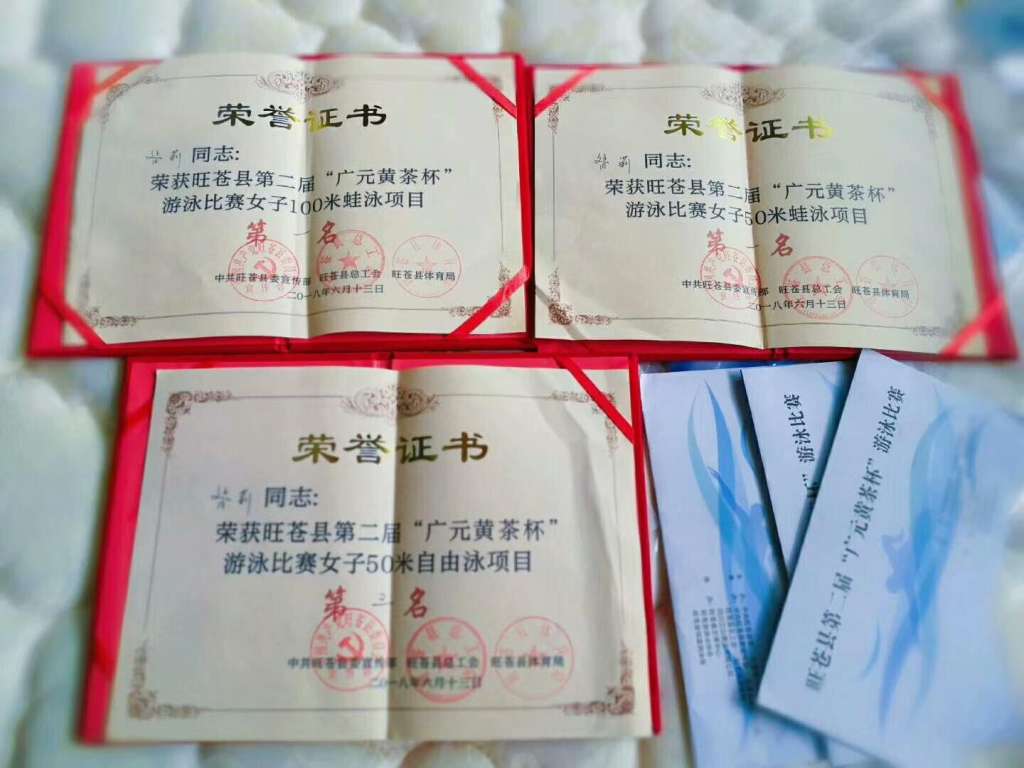 荣誉证书
同志:
荣获旺苍县第二届“广元黄茶杯”
游泳比赛女子100米蛙泳项目
第一名
中共旺苍县委宣传部 旺苍县总工会 旺苍县体育局
二〇一八年六月十三日
荣誉证书
同志:
荣获旺苍县第二届“广元黄茶杯”
游泳比赛女子50米蛙泳项目
第一名
中共旺苍县委宣传部 旺苍县总工会 旺苍县体育局
二〇一八年六月十三日
荣誉证书
同志:
荣获旺苍县第二届“广元黄茶杯”
游泳比赛女子50米自由泳项目
第三名
中共旺苍县委宣传部 旺苍县总工会 旺苍县体育局
二〇一八年六月十三日
”游泳比赛
旺苍县第二届“广元黄茶杯”游泳比赛